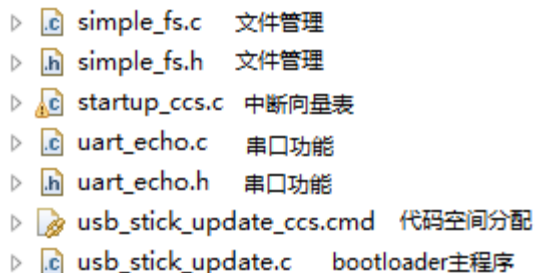 simple_fs.c 文件管理
simple_fs.h 文件管理
startup_ccs.c 中断向量表
uart_echo.c 串口功能
uart_echo.h 串口功能
usb_stick_update_ccs.cmd 代码空间分配
usb_stick_update.c bootloader主程序